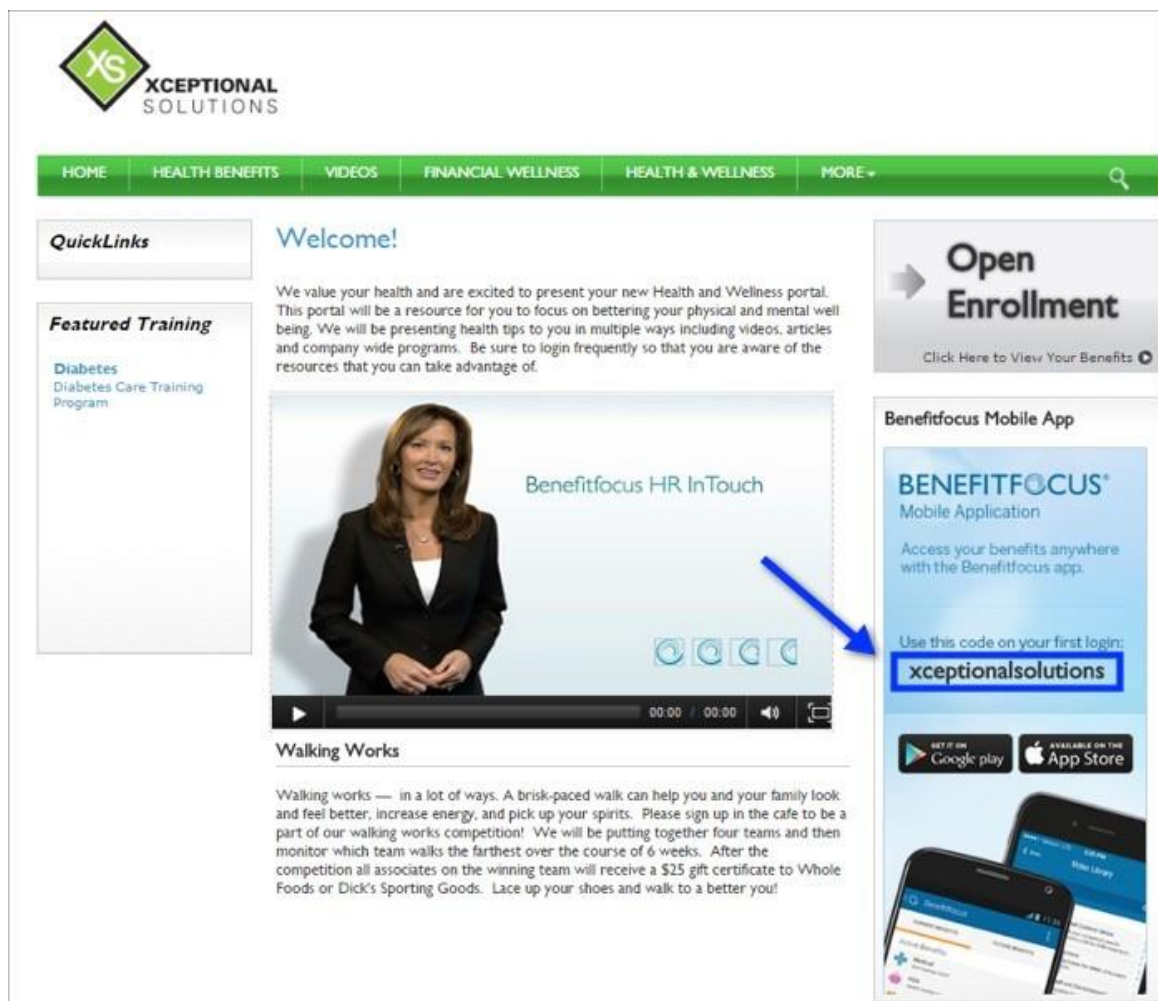 XS
XCEPTIONAL
SOLUTIONS
HOME HEALTH BENEFITS VIDEOS FINANCIAL WELLNESS HEALTH & WELLNESS MORE
QuickLinks
Featured Training
Diabetes
Diabetes Care Training
Program
Welcome!
We value your health and are excited to present your new Health and Wellness portal.
This portal will be a resource for you to focus on bettering your physical and mental well
being. We will be presenting health tips to you in multiple ways including videos, articles
and company wide programs. Be sure to login frequently so that you are aware of the
resources that you can take advantage of.
Benefitfocus HR InTouch
00:00 / 00:00
Walking Works
Walking works — in a lot of ways. A brisk-paced walk can help you and your family look
and feel better, increase energy, and pick up your spirits. Please sign up in the cafe to be a
part of our walking works competition! We will be putting together four teams and then
monitor which team walks the farthest over the course of 6 weeks. After the
competition all associates on the winning team will receive a $25 gift certificate to Whole
Foods or Dick's Sporting Goods. Lace up your shoes and walk to a better you!
Open
Enrollment
Click Here to View Your Benefits
Benefitfocus Mobile App
BENEFITFOCUS®
Mobile Application
Access your benefits anywhere
with the Benefitfocus app.
Use this code on your first login:
xceptionalsolutions
GET IT ON
Google play
AVAILABLE ON THE
App Store
Video Library
Benefitfocus
Active Benefits
Medical